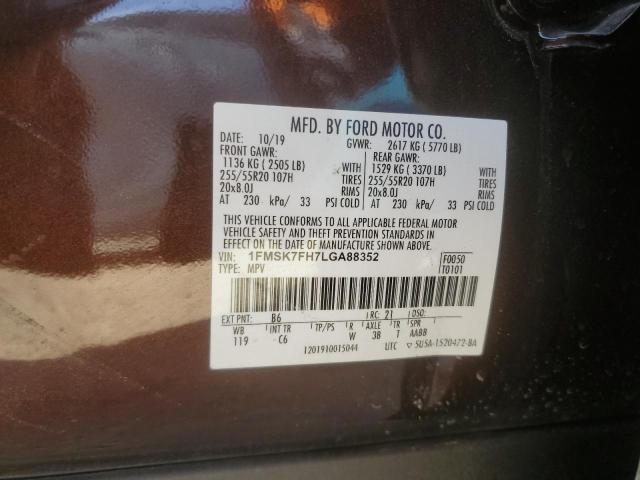 MFD. BY FORD MOTOR CO.
DATE: 10/19 GVWR: 2617 KG ( 5770 LB)
FRONT GAWR: REAR GAWR:
1136 KG ( 2505 LB) WITH 1529 KG ( 3370 LB) WITH
255/55R20 107H TIRES 255/55R20 107H TIRES
20x8.0J RIMS 20x8.0J RIMS
AT 230 kPa/ 33 PSI COLD AT 230 kPa/ 33 PSI COLD
THIS VEHICLE CONFORMS TO ALL APPLICABLE FEDERAL MOTOR
VEHICLE SAFETY AND THEFT PREVENTION STANDARDS IN
EFFECT ON THE DATE OF MANUFACTURE SHOWN ABOVE.
VIN: 1FMSK7FH7LGA88352 F0050
TYPE: MPV T0101
EXT PNT: B6 RC: 21 DSO:
WB INT TR TP/PS R AXLE TR SPR
119 C6 W 3B T AABB
1201910015044 UTC ▽ 5U5A-1520472-BA